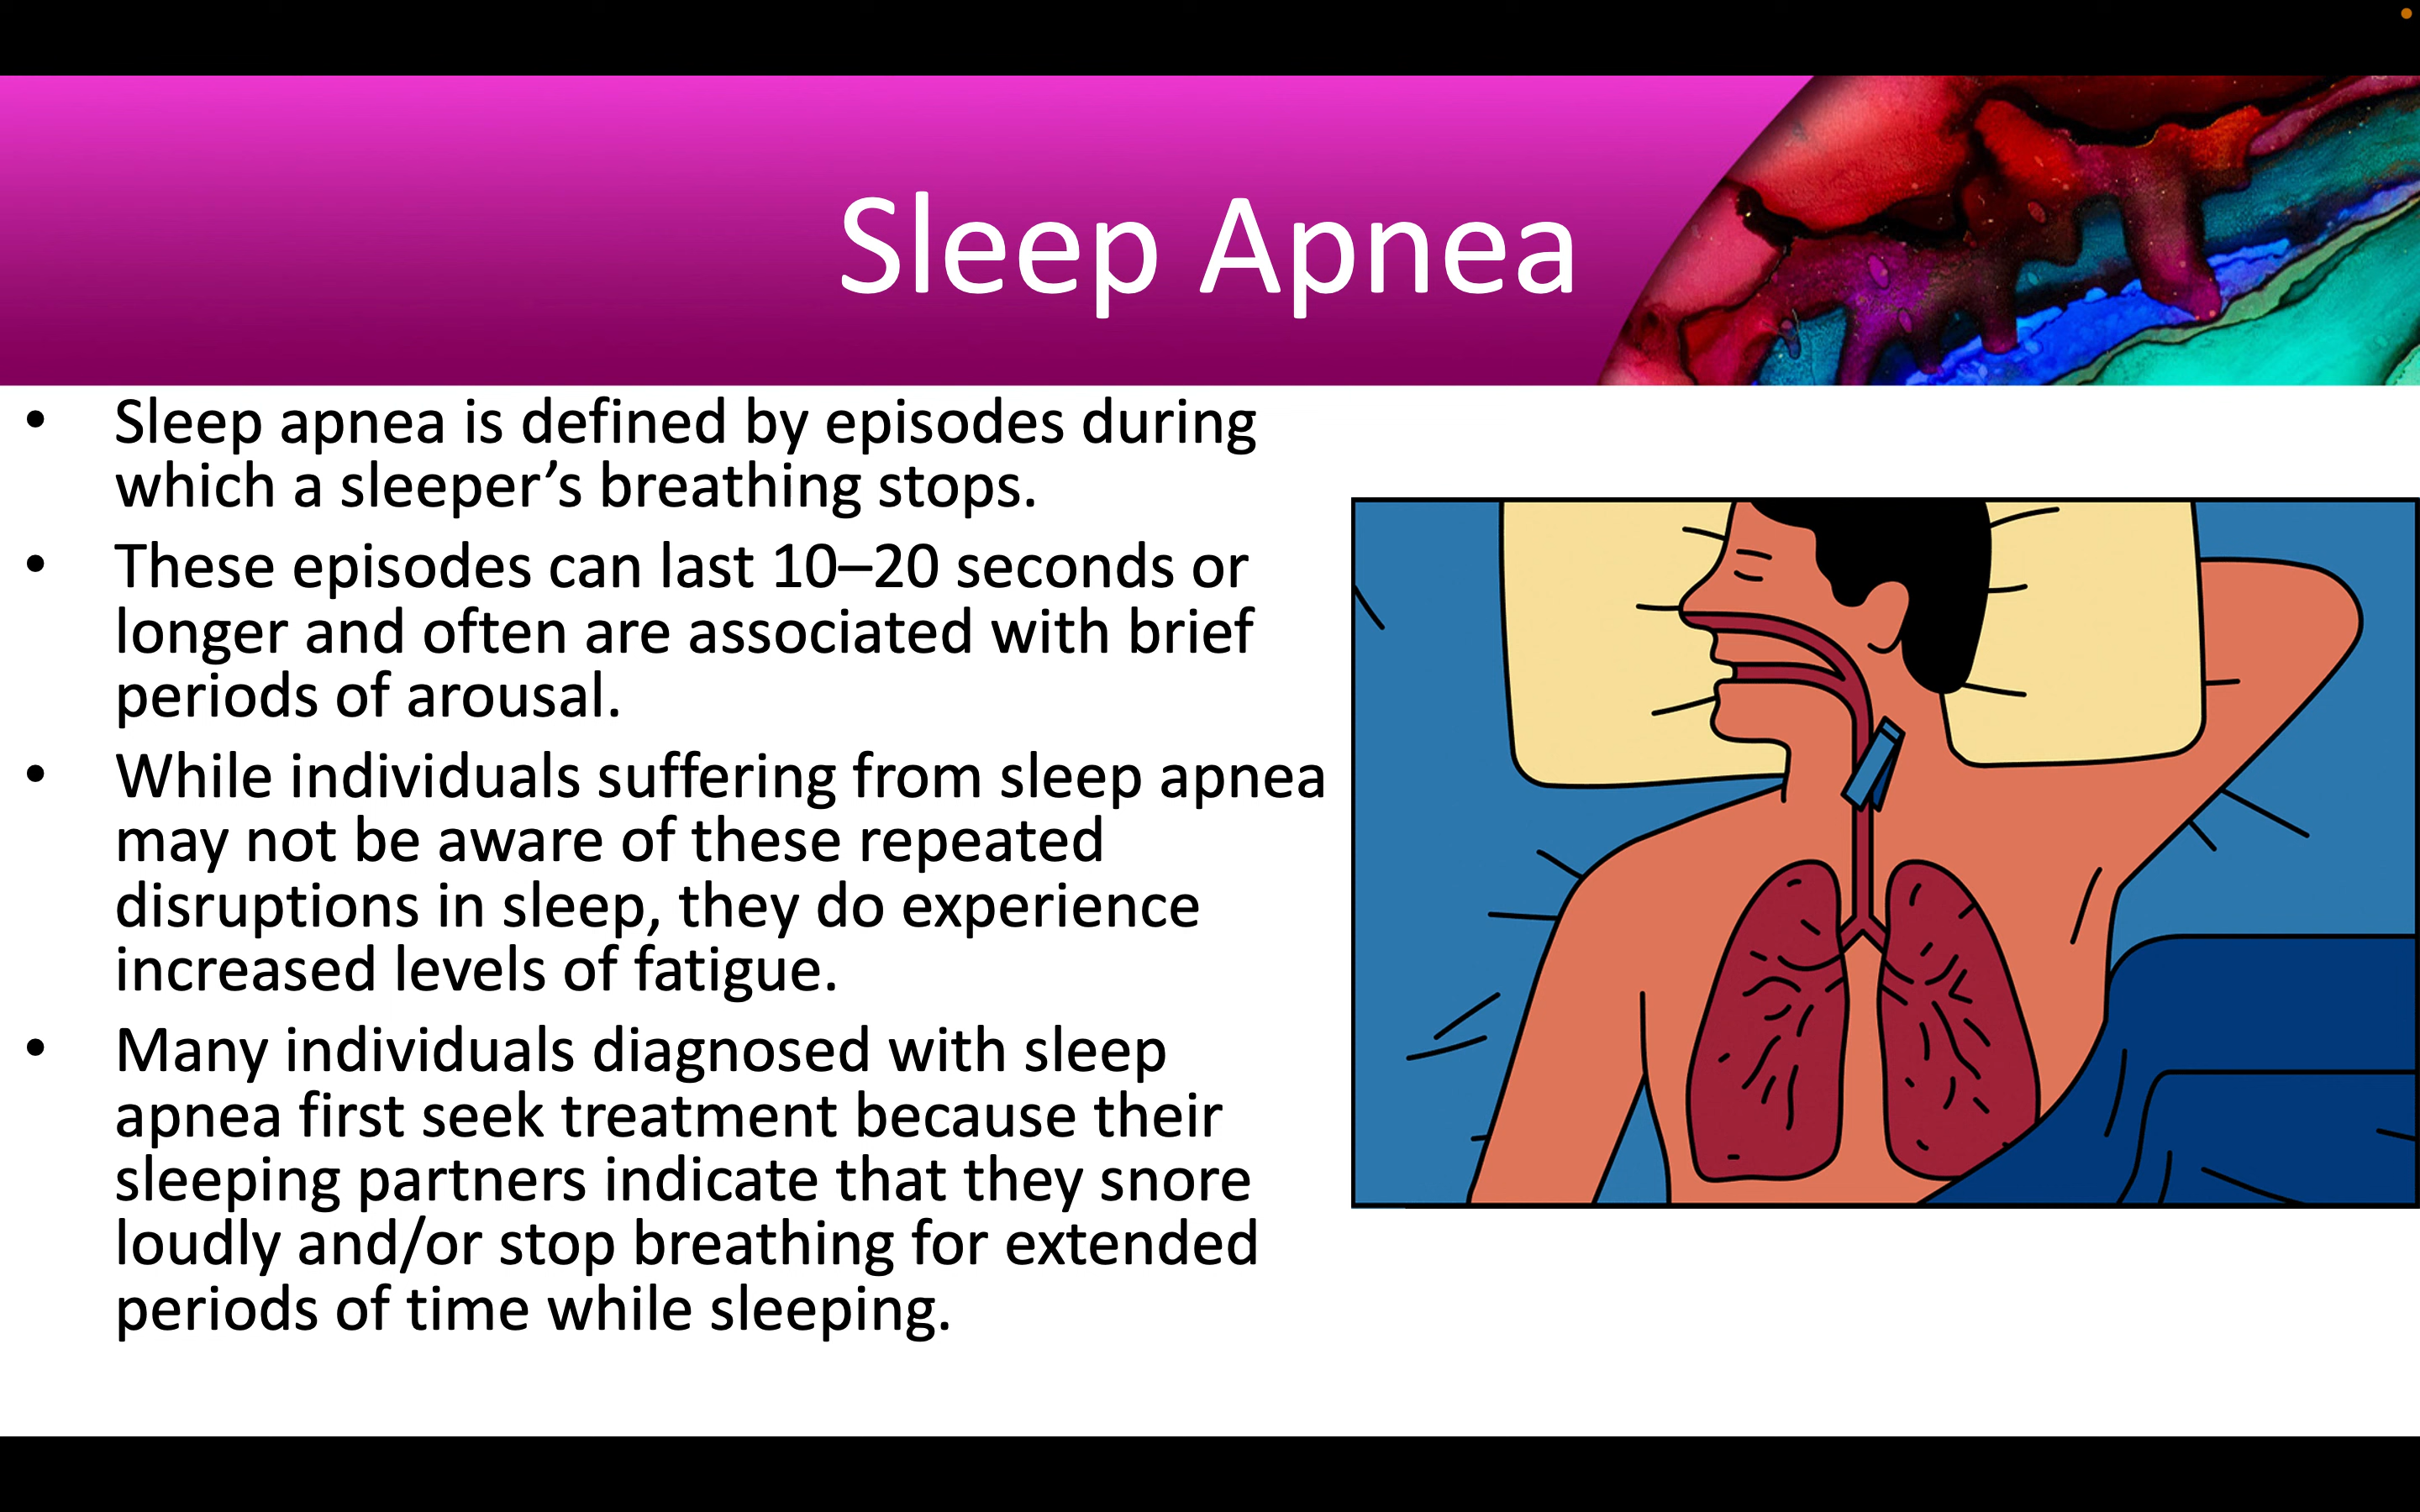 Sleep Apnea
• Sleep apnea is defined by episodes during
which a sleeper’s breathing stops.
• These episodes can last 10–20 seconds or
longer and often are associated with brief
periods of arousal.
• While individuals suffering from sleep apnea
may not be aware of these repeated
disruptions in sleep, they do experience
increased levels of fatigue.
• Many individuals diagnosed with sleep
apnea first seek treatment because their
sleeping partners indicate that they snore
loudly and/or stop breathing for extended
periods of time while sleeping.